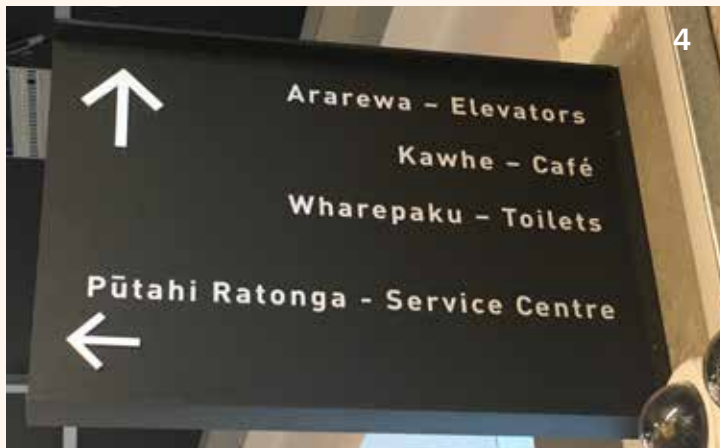 4
Ararewa – Elevators
Kawhe – Café
Wharepaku – Toilets
Pūtahi Ratonga - Service Centre